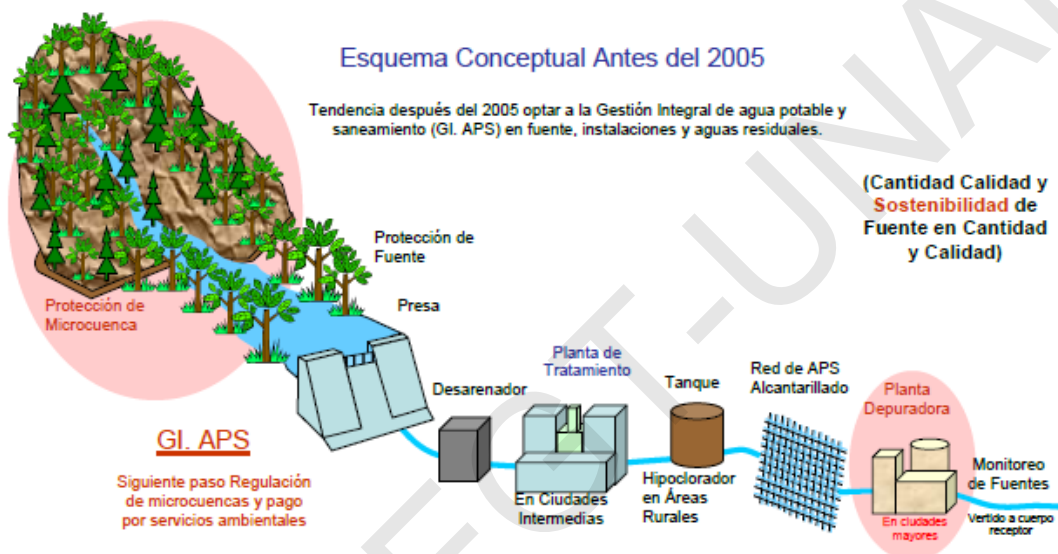 Esquema Conceptual Antes del 2005
Tendencia después del 2005 optar a la Gestión Integral de agua potable y
saneamiento (GI. APS) en fuente, instalaciones y aguas residuales.
(Cantidad Calidad y
Sostenibilidad de
Fuente en Cantidad
y Calidad)
Protección de
Fuente
Protección de
Microcuenca
Presa
Desarenador
Planta de
Tratamiento
En Ciudades
Intermedias
Tanque
Hipoclorador
en Áreas
Rurales
Red de APS
Alcantarillado
Planta
Depuradora
En ciudades
mayores
Monitoreo
de Fuentes
Vertido a cuerpo
receptor
GI. APS
Siguiente paso Regulación
de microcuencas y pago
por servicios ambientales